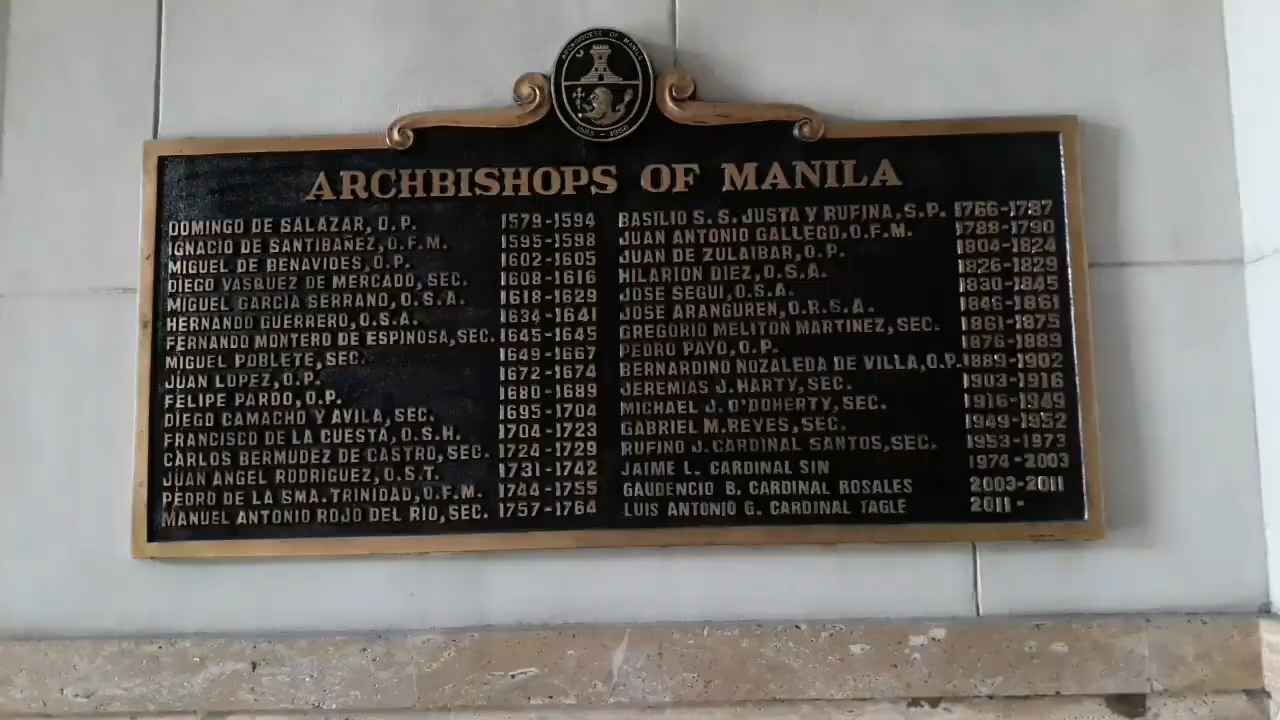 ARCHDIOCESE OF MANILA
1595 - 1950
ARCHBISHOPS OF MANILA
DOMINGO DE SALAZAR, O.P. 1579-1594
IGNACIO DE SANTIBAÑEZ, O.F.M. 1595-1598
MIGUEL DE BENAVIDES, O.P. 1602-1605
DIEGO VASQUEZ DE MERCADO, SEC. 1608-1616
MIGUEL GARCIA SERRANO, O.S.A. 1618-1629
HERNANDO GUERRERO, O.S.A. 1634-1641
FERNANDO MONTERO DE ESPINOSA, SEC. 1645-1645
MIGUEL POBLETE, SEC. 1649-1667
JUAN LOPEZ, O.P. 1672-1674
FELIPE PARDO, O.P. 1680-1689
DIEGO CAMACHO Y AVILA, SEC. 1695-1704
FRANCISCO DE LA CUESTA, O.S.H. 1704-1723
CARLOS BERMUDEZ DE CASTRO, SEC. 1724-1729
JUAN ANGEL RODRIGUEZ, O.S.T. 1731-1742
PEDRO DE LA SMA. TRINIDAD, O.F.M. 1744-1755
MANUEL ANTONIO ROJO DEL RIO, SEC. 1757-1764
BASILIO S. S. JUSTA Y RUFINA, S.P. 1766-1787
JUAN ANTONIO GALLEGO, O.F.M. 1788-1790
JUAN DE ZULAIBAR, O.P. 1804-1824
HILARION DIEZ, O.S.A. 1826-1829
JOSE SEGUI, O.S.A. 1830-1845
JOSE ARANGUREN, O.R.S.A. 1846-1861
GREGORIO MELITON MARTINEZ, SEC. 1861-1875
PEDRO PAYO, O.P. 1876-1889
BERNARDINO NOZALEDA DE VILLA, O.P. 1889-1902
JEREMIAS J. HARTY, SEC. 1903-1916
MICHAEL J. O'DOHERTY, SEC. 1916-1949
GABRIEL M. REYES, SEC. 1949-1952
RUFINO J. CARDINAL SANTOS, SEC. 1953-1973
JAIME L. CARDINAL SIN 1974-2003
GAUDENCIO B. CARDINAL ROSALES 2003-2011
LUIS ANTONIO G. CARDINAL TAGLE 2011 -